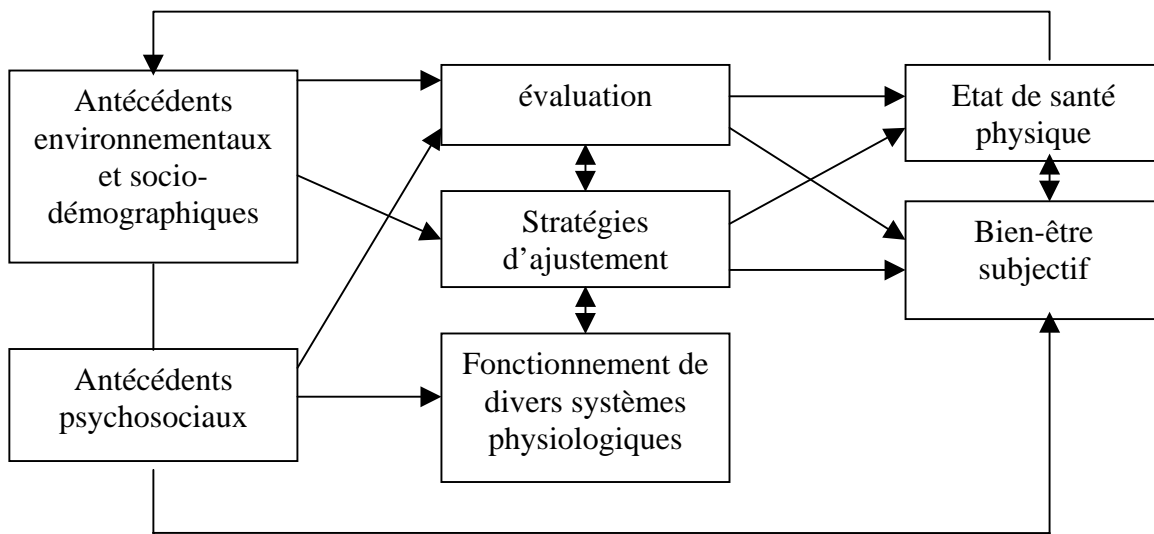 Antécédents
environnementaux
et socio-
démographiques
Antécédents
psychosociaux
évaluation
Stratégies
d’ajustement
Fonctionnement de
divers systèmes
physiologiques
Etat de santé
physique
Bien-être
subjectif